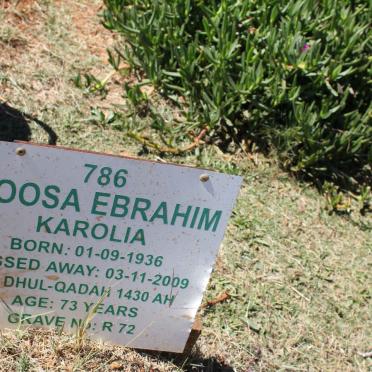 786
OOSA EBRAHIM
KAROLIA
BORN: 01-09-1936
SSED AWAY: 03-11-2009
DHUL-QADAH 1430 AH
AGE: 73 YEARS
GRAVE No: R 72